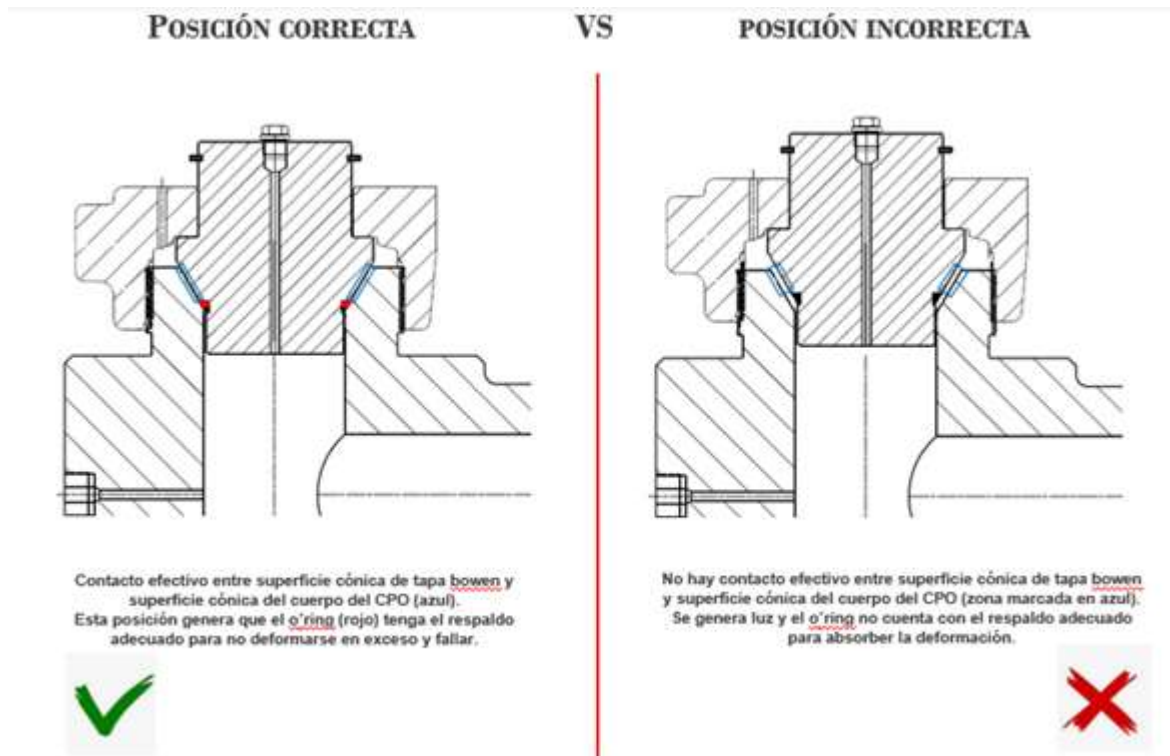 POSICIÓN CORRECTA
VS
POSICIÓN INCORRECTA
Contacto efectivo entre superficie cónica de tapa bowen y
superficie cónica del cuerpo del CPO (azul).
Esta posición genera que el o'ring (rojo) tenga el respaldo
adecuado para no deformarse en exceso y fallar.
No hay contacto efectivo entre superficie cónica de tapa bowen
y superficie cónica del cuerpo del CPO (zona marcada en azul).
Se genera luz y el o'ring no cuenta con el respaldo adecuado
para absorber la deformación.